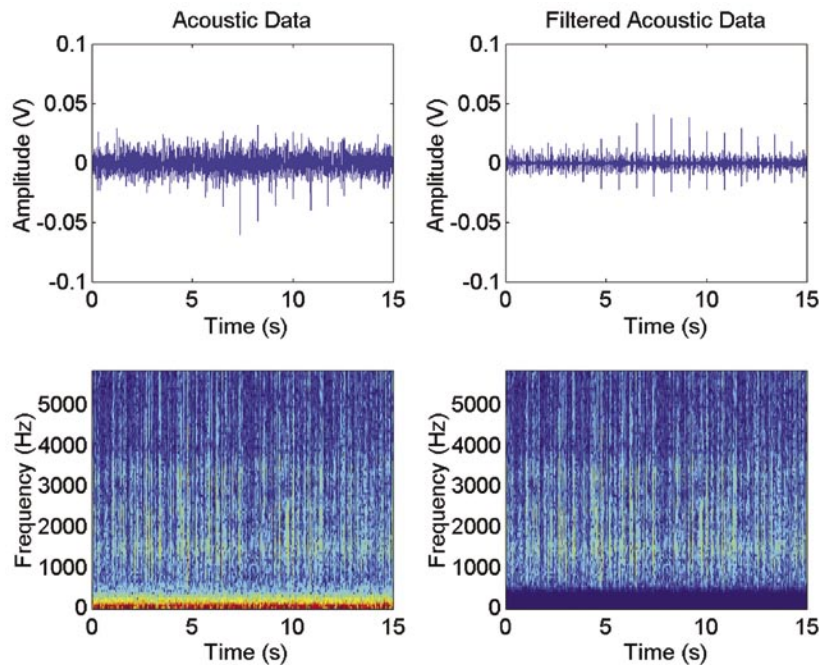 Acoustic Data
0.1
0.05
0
-0.05
-0.1
Amplitude (V)
0 5 10 15
Time (s)
Filtered Acoustic Data
0.1
0.05
0
-0.05
-0.1
Amplitude (V)
0 5 10 15
Time (s)
5000
4000
3000
2000
1000
0
Frequency (Hz)
0 5 10 15
Time (s)
5000
4000
3000
2000
1000
0
Frequency (Hz)
0 5 10 15
Time (s)